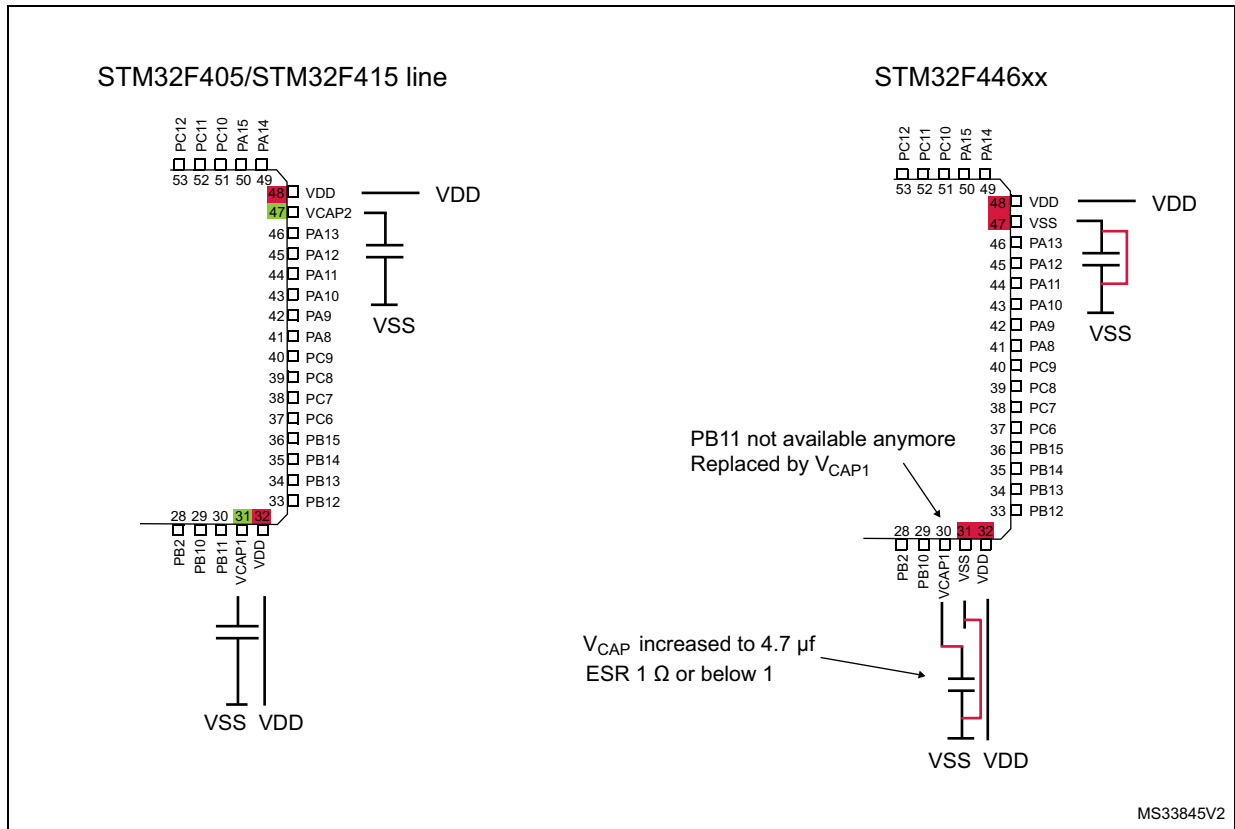 STM32F405/STM32F415 line
PC12
PC11
PC10
PA15
PA14
53 52 51 50 49
48 VDD
VDD
47 VCAP2
46 PA13
45 PA12
44 PA11
43 PA10
42 PA9
41 PA8
40 PC9
39 PC8
38 PC7
37 PC6
36 PB15
35 PB14
34 PB13
33 PB12
VSS
28 29 30 31 32
PB2
PB10
PB11
VCAP1
VDD
VSS VDD
STM32F446xx
PC12
PC11
PC10
PA15
PA14
53 52 51 50 49
48 VDD
VDD
47 VSS
46 PA13
45 PA12
44 PA11
43 PA10
42 PA9
41 PA8
40 PC9
39 PC8
38 PC7
37 PC6
36 PB15
35 PB14
34 PB13
33 PB12
VSS
PB11 not available anymore
Replaced by VCAP1
28 29 30 31 32
PB2
PB10
VCAP1
VSS
VDD
VCAP increased to 4.7 µf
ESR 1 Ω or below 1
VSS VDD
MS33845V2